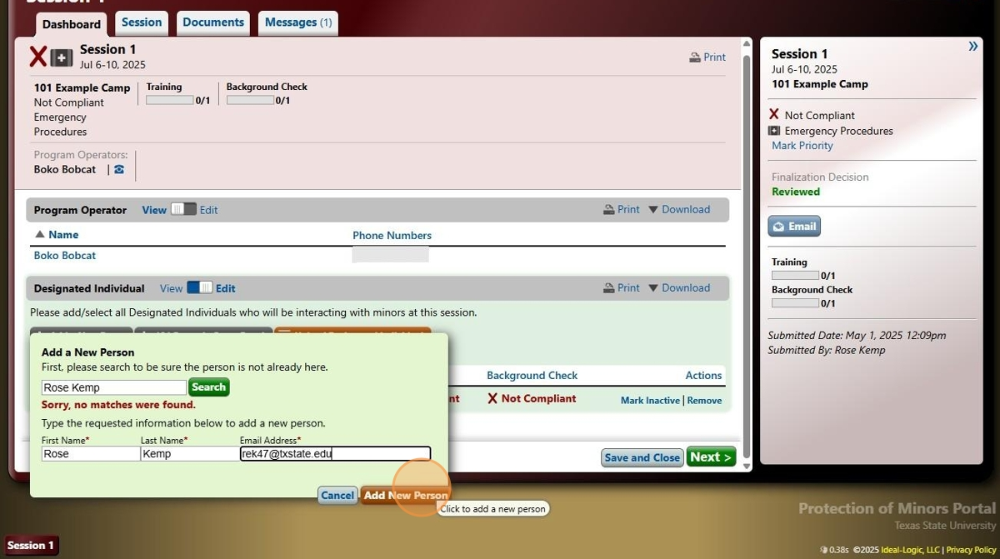 Dashboard
Session
Documents
Messages (1)
Session 1
Jul 6-10, 2025
Print
101 Example Camp
Not Compliant
Emergency
Procedures
Training
0/1
Background Check
0/1
Program Operators:
Boko Bobcat |
Program Operator View Edit Print Download
Name Phone Numbers
Boko Bobcat
Designated Individual View Edit Print Download
Please add/select all Designated Individuals who will be interacting with minors at this session.
Background Check Actions
Not Compliant Mark Inactive | Remove
Add a New Person
First, please search to be sure the person is not already here.
Rose Kemp Search
Sorry, no matches were found.
Type the requested information below to add a new person.
First Name* Last Name* Email Address*
Rose Kemp rek47@txstate.edu
Cancel Add New Person
Click to add a new person
Save and Close Next >
»
Session 1
Jul 6-10, 2025
101 Example Camp
Not Compliant
Emergency Procedures
Mark Priority
Finalization Decision
Reviewed
Email
Training
0/1
Background Check
0/1
Submitted Date: May 1, 2025 12:09pm
Submitted By: Rose Kemp
Protection of Minors Portal
Texas State University
Session 1
0.38s ©2025 Ideal-Logic, LLC | Privacy Policy